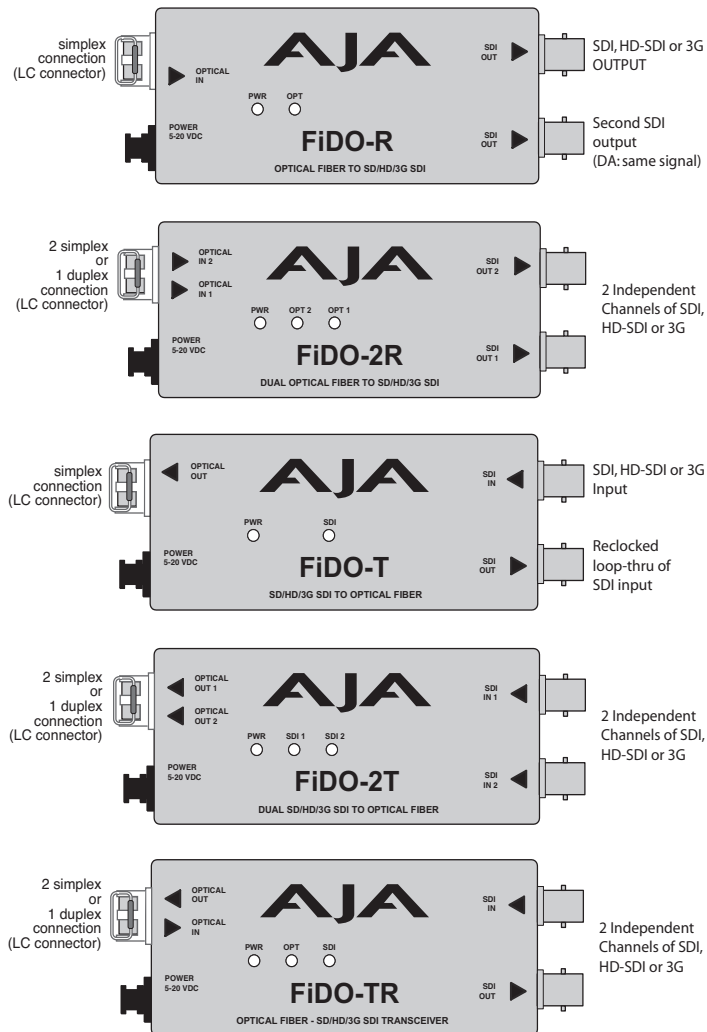 simplex
connection
(LC connector)
OPTICAL
IN
AJA
SDI
OUT
SDI, HD-SDI or 3G
OUTPUT
PWR OPT
POWER
5-20 VDC
FiDO-R
OPTICAL FIBER TO SD/HD/3G SDI
SDI
OUT
Second SDI
output
(DA: same signal)
2 simplex
or
1 duplex
connection
(LC connector)
OPTICAL
IN 2
OPTICAL
IN 1
AJA
SDI
OUT 2
PWR OPT 2 OPT 1
POWER
5-20 VDC
FiDO-2R
DUAL OPTICAL FIBER TO SD/HD/3G SDI
SDI
OUT 1
2 Independent
Channels of SDI,
HD-SDI or 3G
simplex
connection
(LC connector)
OPTICAL
OUT
AJA
SDI
IN
SDI, HD-SDI or 3G
Input
PWR SDI
POWER
5-20 VDC
FiDO-T
SD/HD/3G SDI TO OPTICAL FIBER
SDI
OUT
Reclocked
loop-thru of
SDI input
2 simplex
or
1 duplex
connection
(LC connector)
OPTICAL
OUT 1
OPTICAL
OUT 2
AJA
SDI
IN 1
PWR SDI 1 SDI 2
POWER
5-20 VDC
FiDO-2T
DUAL SD/HD/3G SDI TO OPTICAL FIBER
SDI
IN 2
2 Independent
Channels of SDI,
HD-SDI or 3G
2 simplex
or
1 duplex
connection
(LC connector)
OPTICAL
OUT
OPTICAL
IN
AJA
SDI
IN
PWR OPT SDI
POWER
5-20 VDC
FiDO-TR
OPTICAL FIBER - SD/HD/3G SDI TRANSCEIVER
SDI
OUT
2 Independent
Channels of SDI,
HD-SDI or 3G